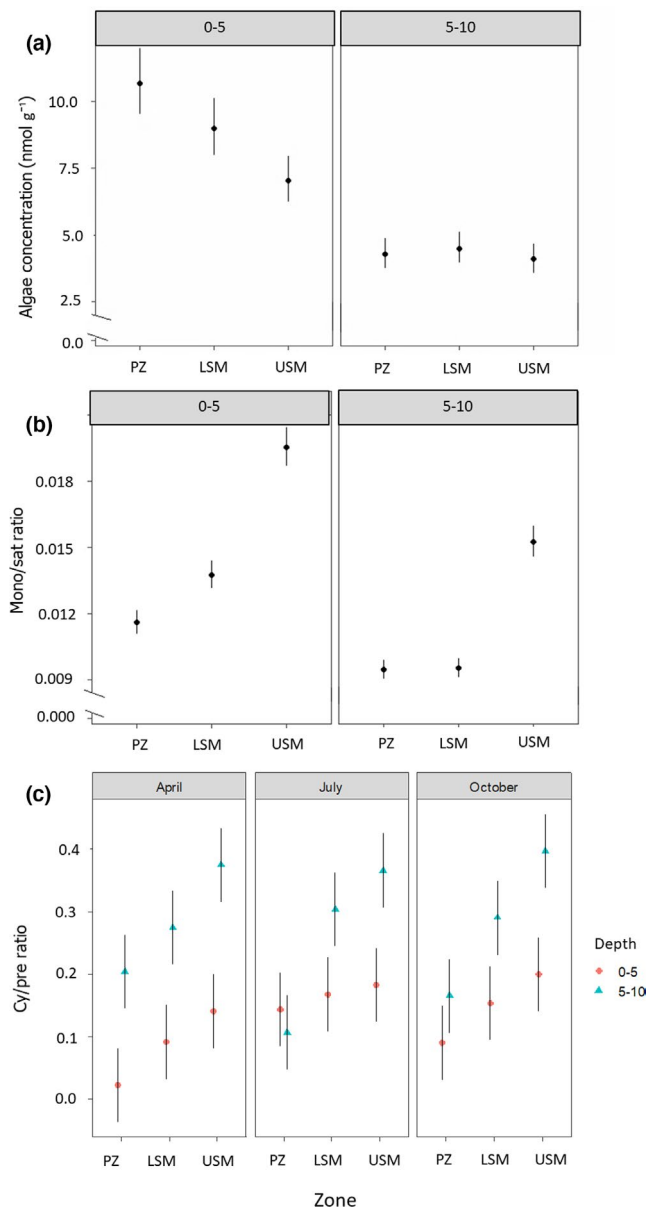 (a)
0-5 5-10
Algae concentration (nmol g⁻¹)
10.0
7.5
5.0
2.5
0.0
PZ LSM USM PZ LSM USM
(b)
0-5 5-10
Mono/sat ratio
0.018
0.015
0.012
0.009
0.000
PZ LSM USM PZ LSM USM
(c)
April July October
Cy/pre ratio
0.4
0.3
0.2
0.1
0.0
Depth
0-5
5-10
PZ LSM USM PZ LSM USM PZ LSM USM
Zone